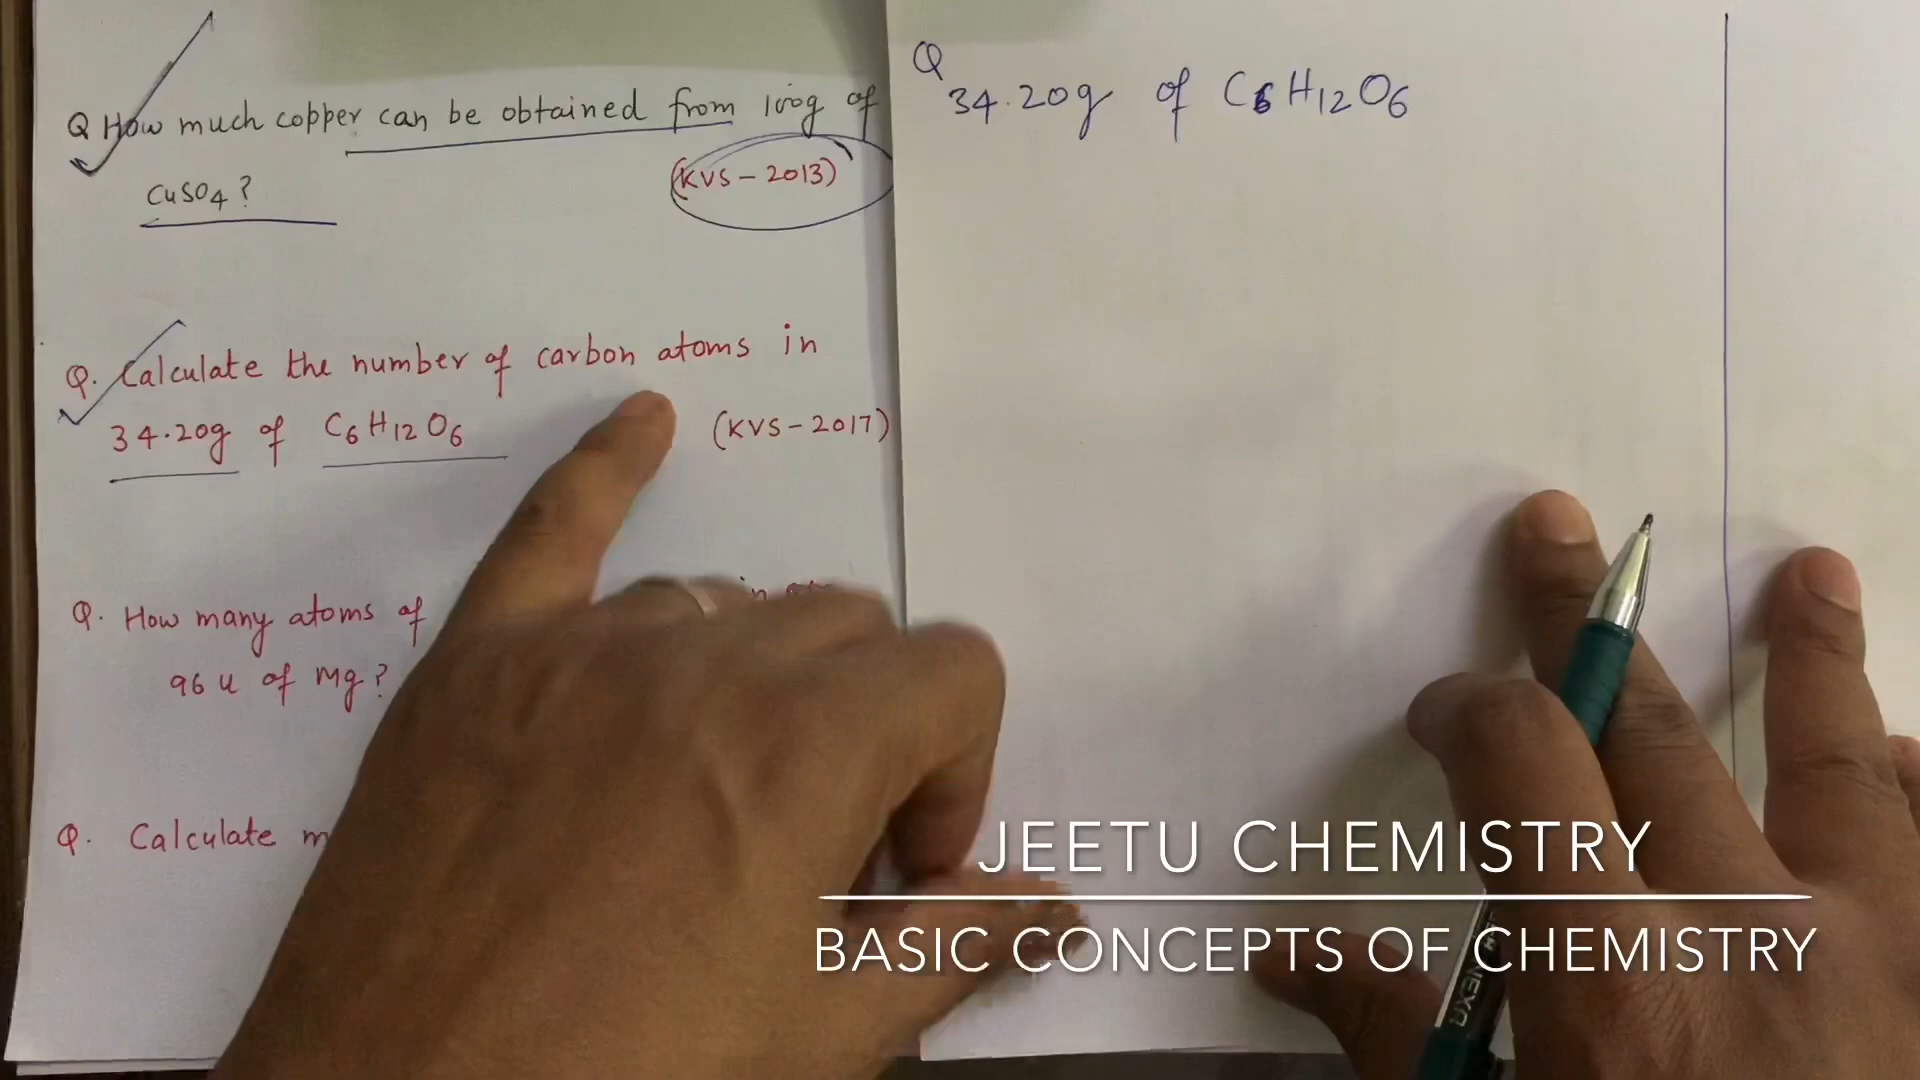 Q How much copper can be obtained from 100g of
CuSO4?
(KVS-2013)
Q. Calculate the number of carbon atoms in
34.20g of C6H12O6
(KVS-2017)
Q. How many atoms of in
96 u of Mg?
Q. Calculate
Q
34.20g of C6H12O6
JEETU CHEMISTRY
BASIC CONCEPTS OF CHEMISTRY